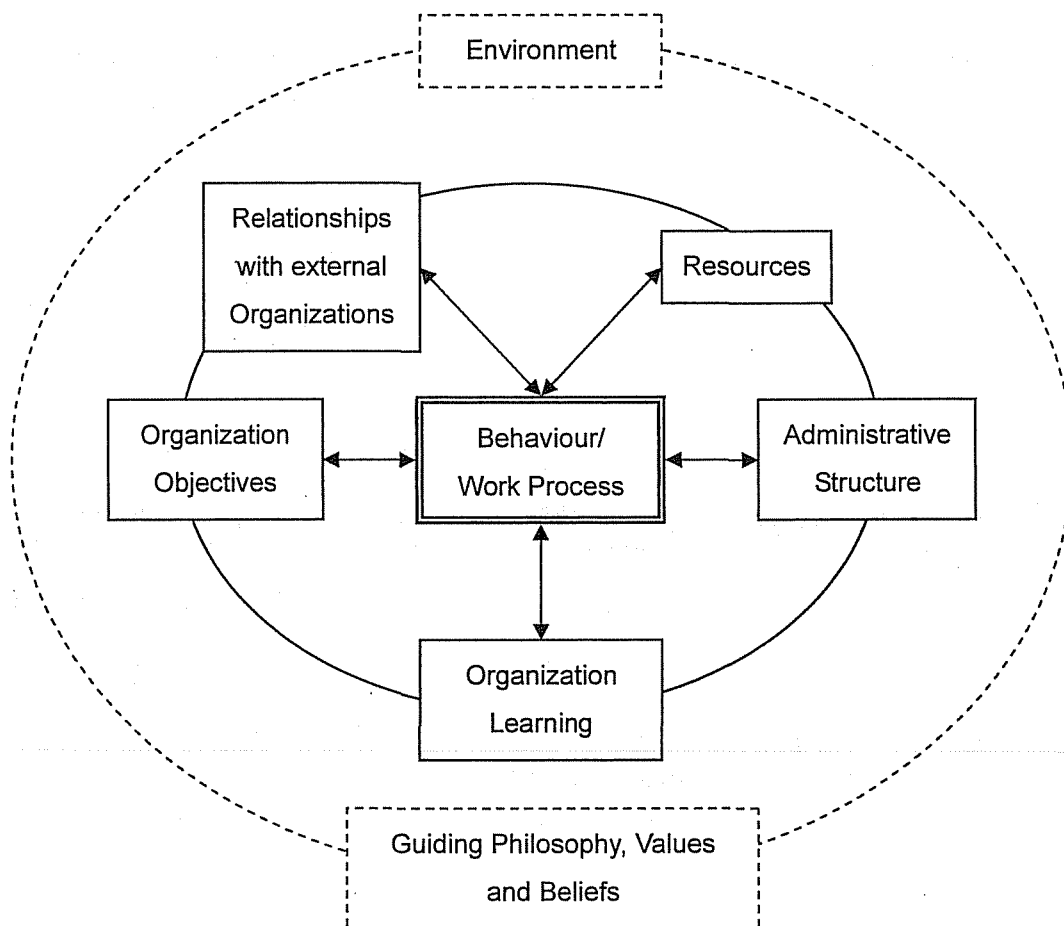 Environment
Relationships
with external
Organizations
Resources
Organization
Objectives
Behaviour/
Work Process
Administrative
Structure
Organization
Learning
Guiding Philosophy, Values
and Beliefs